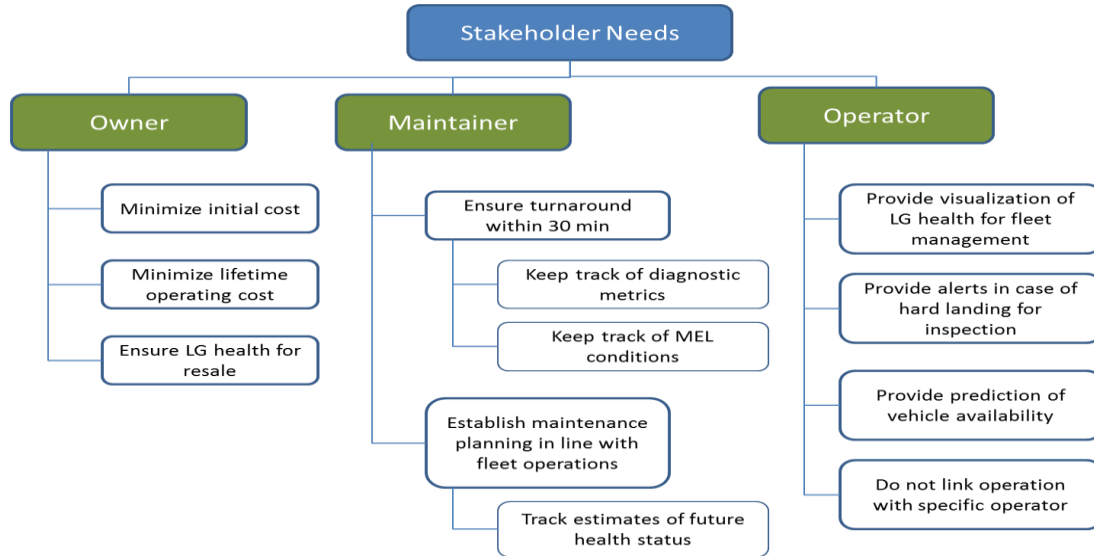 Stakeholder Needs
Owner
Minimize initial cost
Minimize lifetime
operating cost
Ensure LG health for
resale
Maintainer
Ensure turnaround
within 30 min
Keep track of diagnostic
metrics
Keep track of MEL
conditions
Establish maintenance
planning in line with
fleet operations
Track estimates of future
health status
Operator
Provide visualization of
LG health for fleet
management
Provide alerts in case of
hard landing for
inspection
Provide prediction of
vehicle availability
Do not link operation
with specific operator